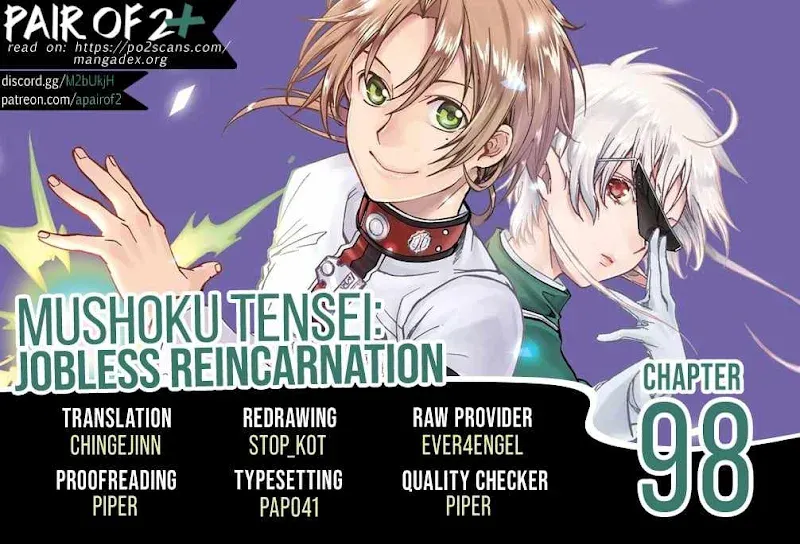 PAIR OF 2+
read on: https://po2scans.com/
mangadex.org
discord.gg/M2bUkjH
patreon.com/apairof2
MUSHOKU TENSEI:
JOBLESS REINCARNATION
CHAPTER
98
TRANSLATION
CHINGEJINN
REDRAWING
STOP_KOT
RAW PROVIDER
EVER4ENGEL
PROOFREADING
PIPER
TYPESETTING
PAPO41
QUALITY CHECKER
PIPER